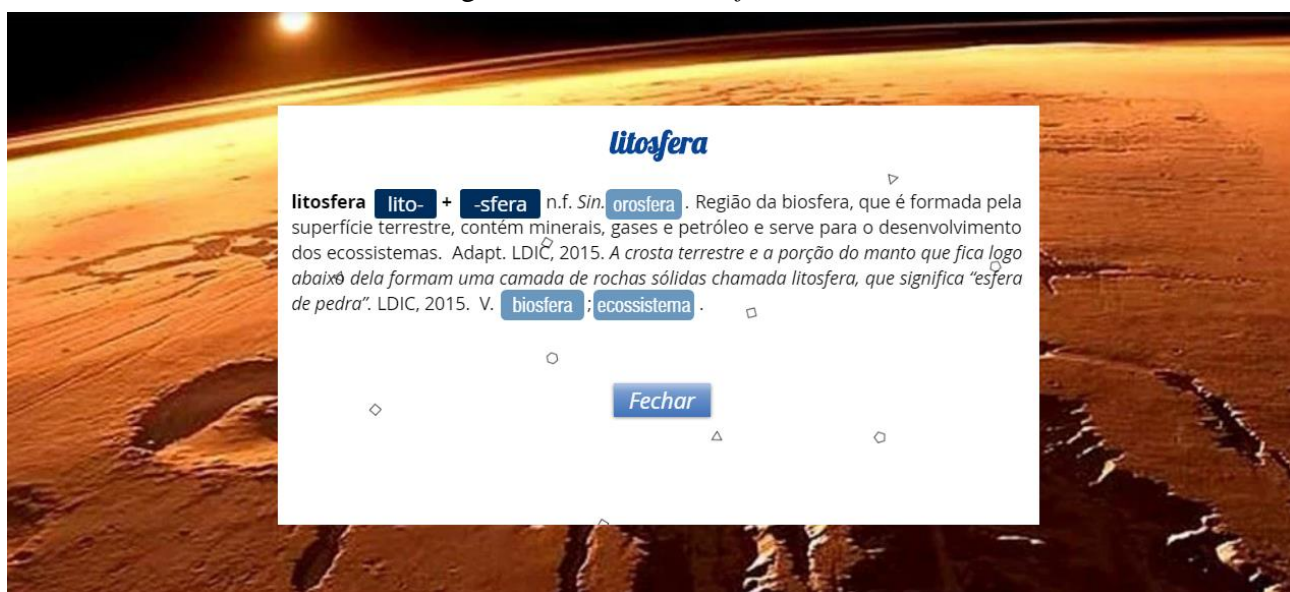 litosfera
litosfera lito- + -sfera n.f. Sin. orosfera . Região da biosfera, que é formada pela
superfície terrestre, contém minerais, gases e petróleo e serve para o desenvolvimento
dos ecossistemas. Adapt. LDIC, 2015. A crosta terrestre e a porção do manto que fica logo
abaixo dela formam uma camada de rochas sólidas chamada litosfera, que significa “esfera
de pedra”. LDIC, 2015. V. biosfera ; ecossistema .
Fechar